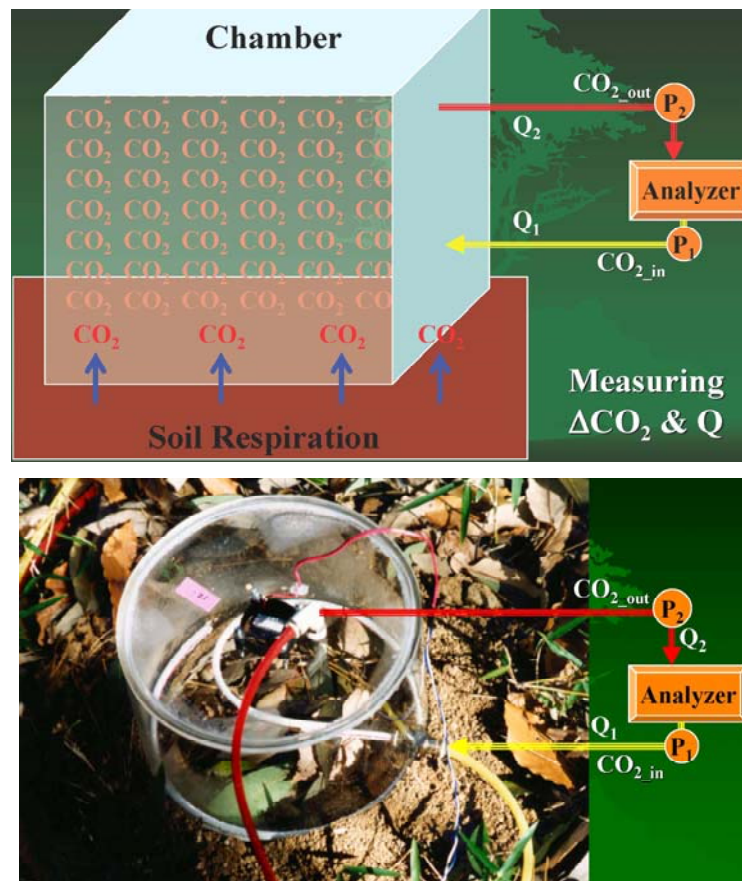 Chamber
CO₂ CO₂ CO₂ CO₂ CO₂ CO
CO₂ CO₂ CO₂ CO₂ CO₂ CO
CO₂ CO₂ CO₂ CO₂ CO₂ CO
CO₂ CO₂ CO₂ CO₂ CO₂ CO
CO₂ CO₂ CO₂ CO₂ CO₂ CO
CO₂ CO₂ CO₂ CO₂ CO₂ CO
CO₂ CO₂ CO₂ CO₂ CO₂ CO
CO₂ CO₂ CO₂ CO₂
Soil Respiration
CO₂_out
P₂
Q₂
Analyzer
Q₁
P₁
CO₂_in
Measuring
ΔCO₂ & Q
CO₂_out
P₂
Q₂
Analyzer
Q₁
P₁
CO₂_in